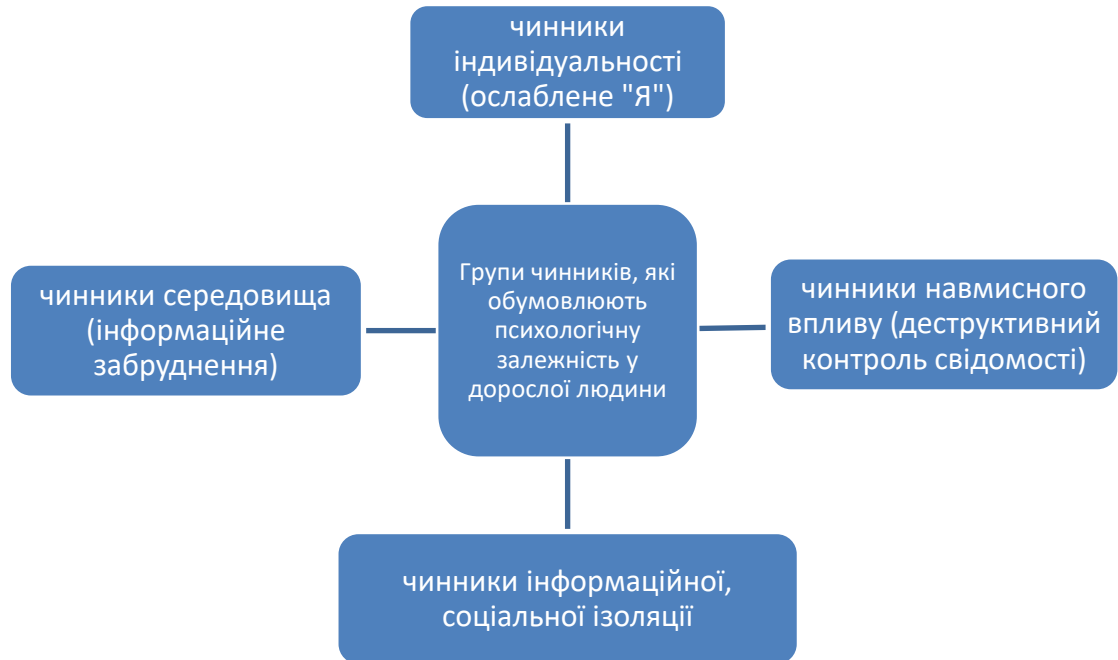 чинники
індивідуальності
(ослаблене "Я")
чинники середовища
(інформаційне
забруднення)
Групи чинників, які
обумовлюють
психологічну
залежність у
дорослої людини
чинники навмисного
впливу (деструктивний
контроль свідомості)
чинники інформаційної,
соціальної ізоляції